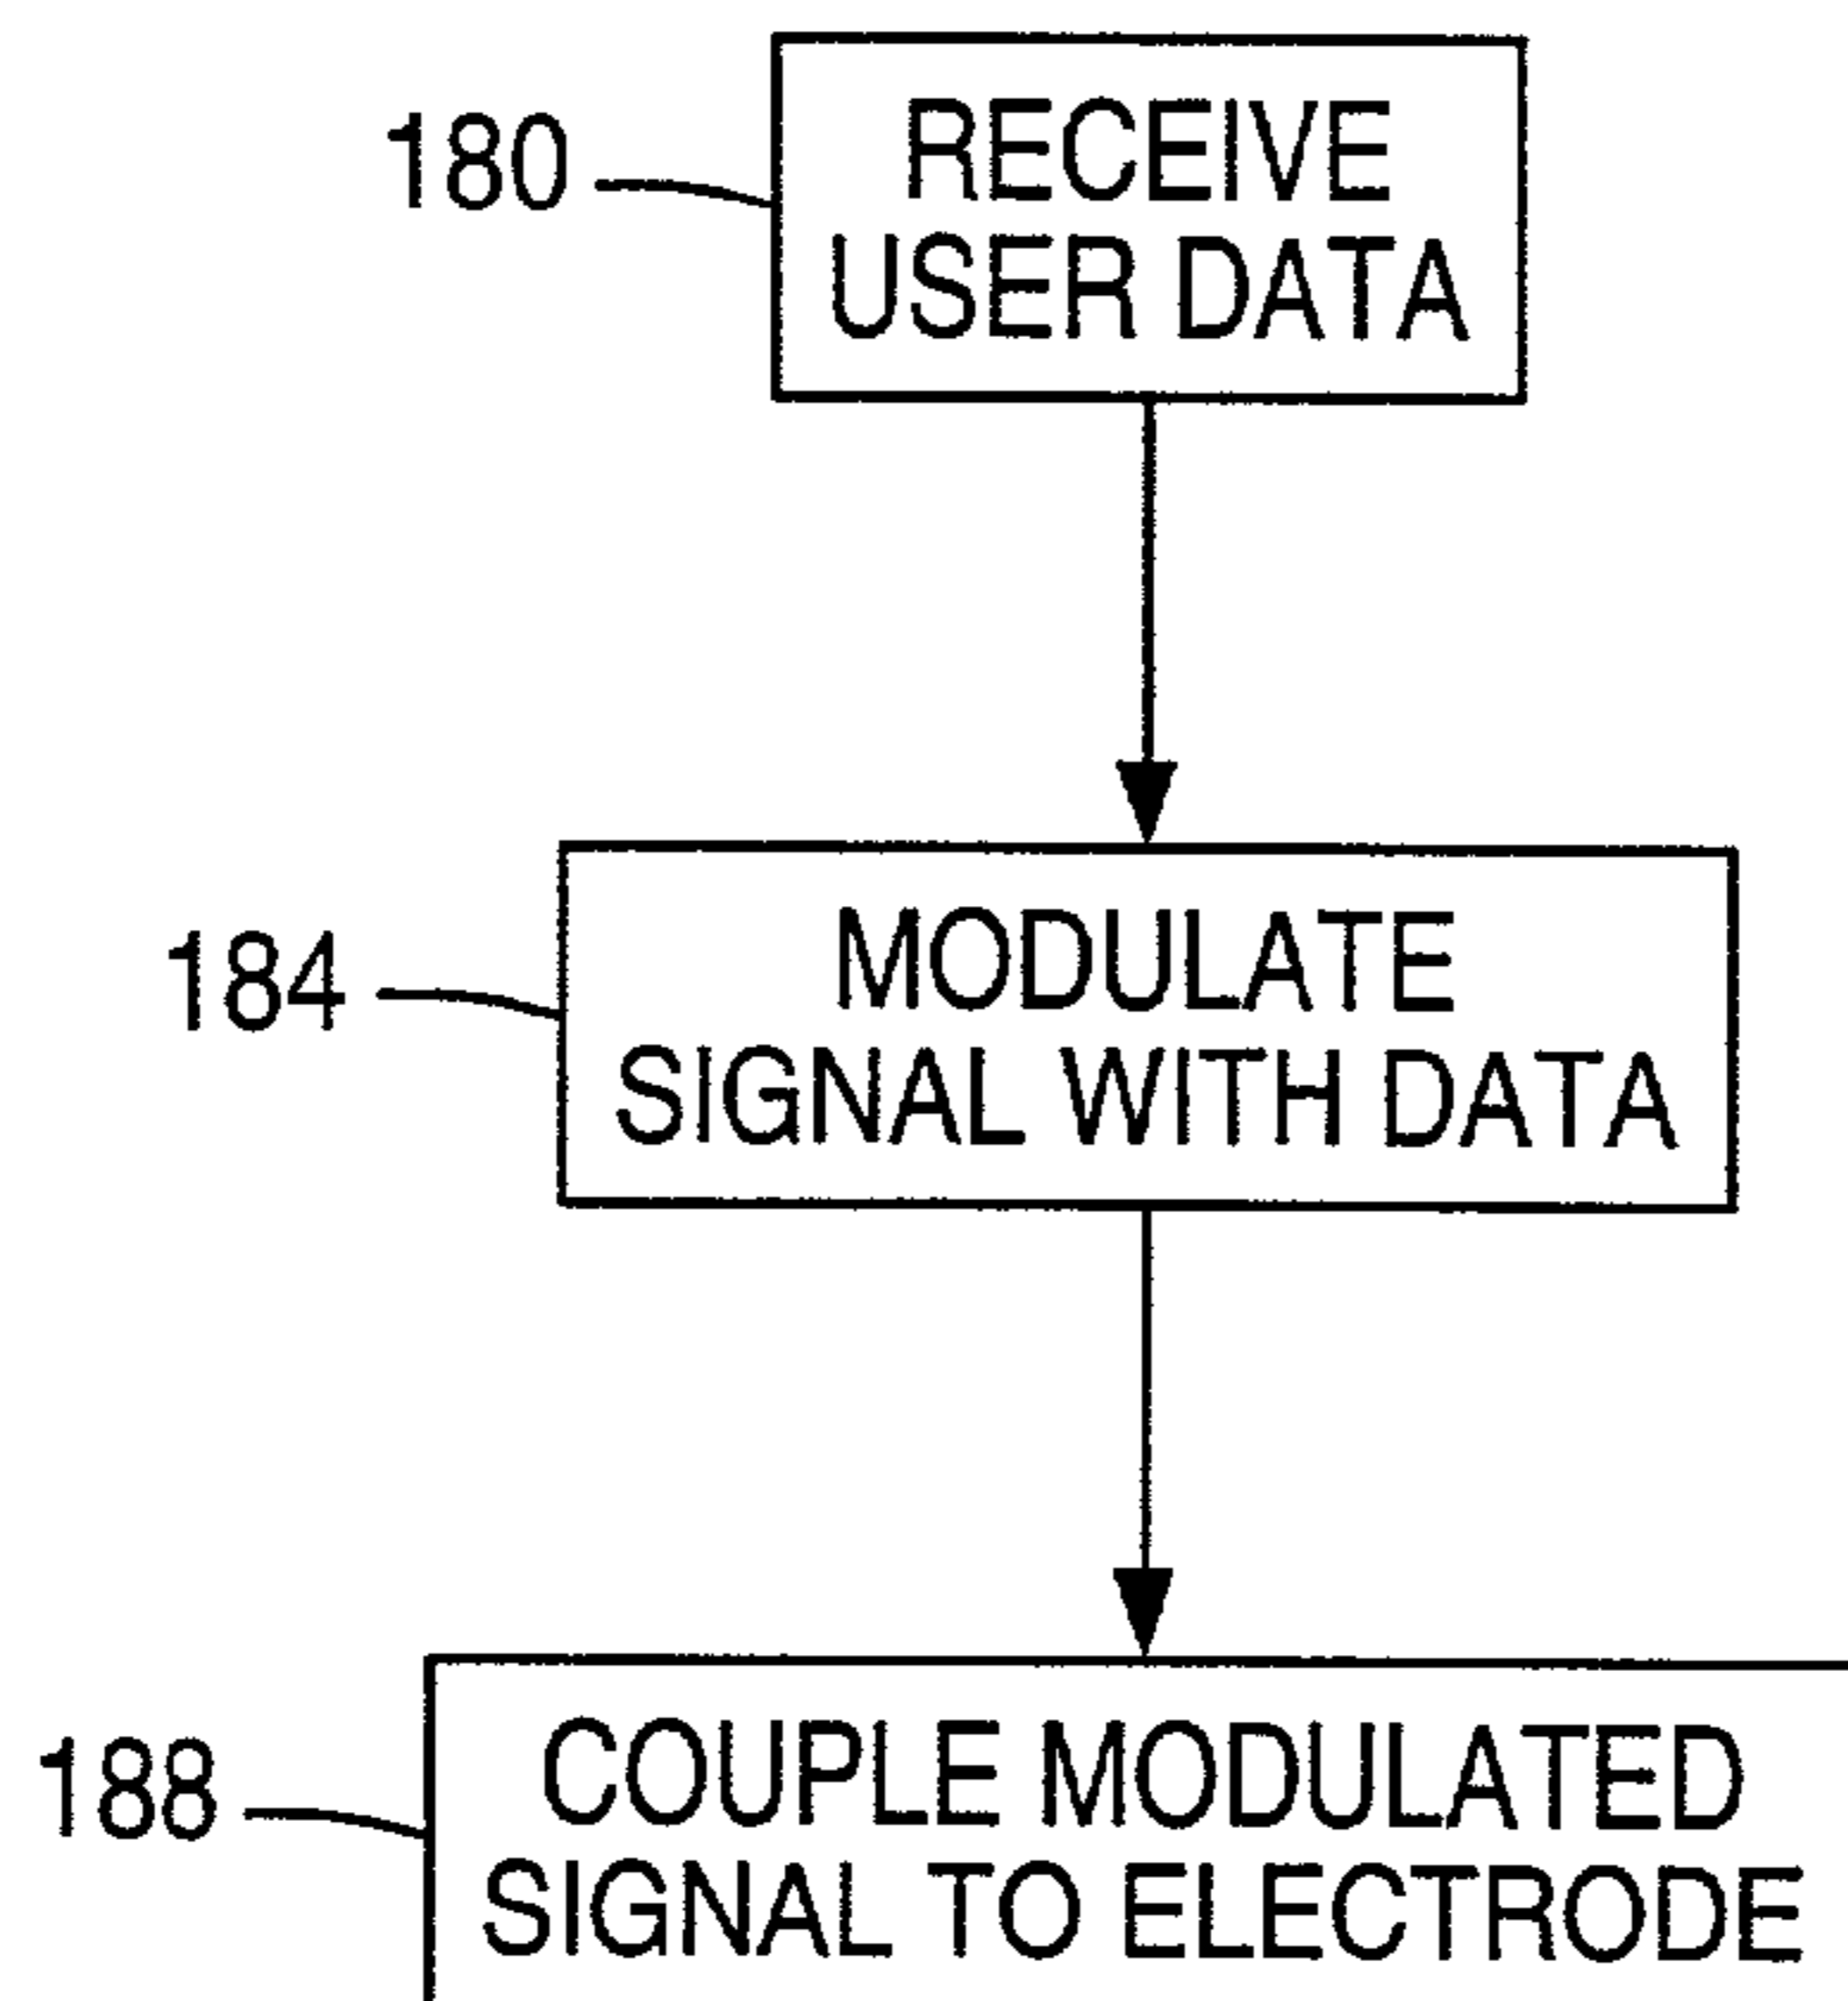 180
RECEIVE
USER DATA
184
MODULATE
SIGNAL WITH DATA
188
COUPLE MODULATED
SIGNAL TO ELECTRODE